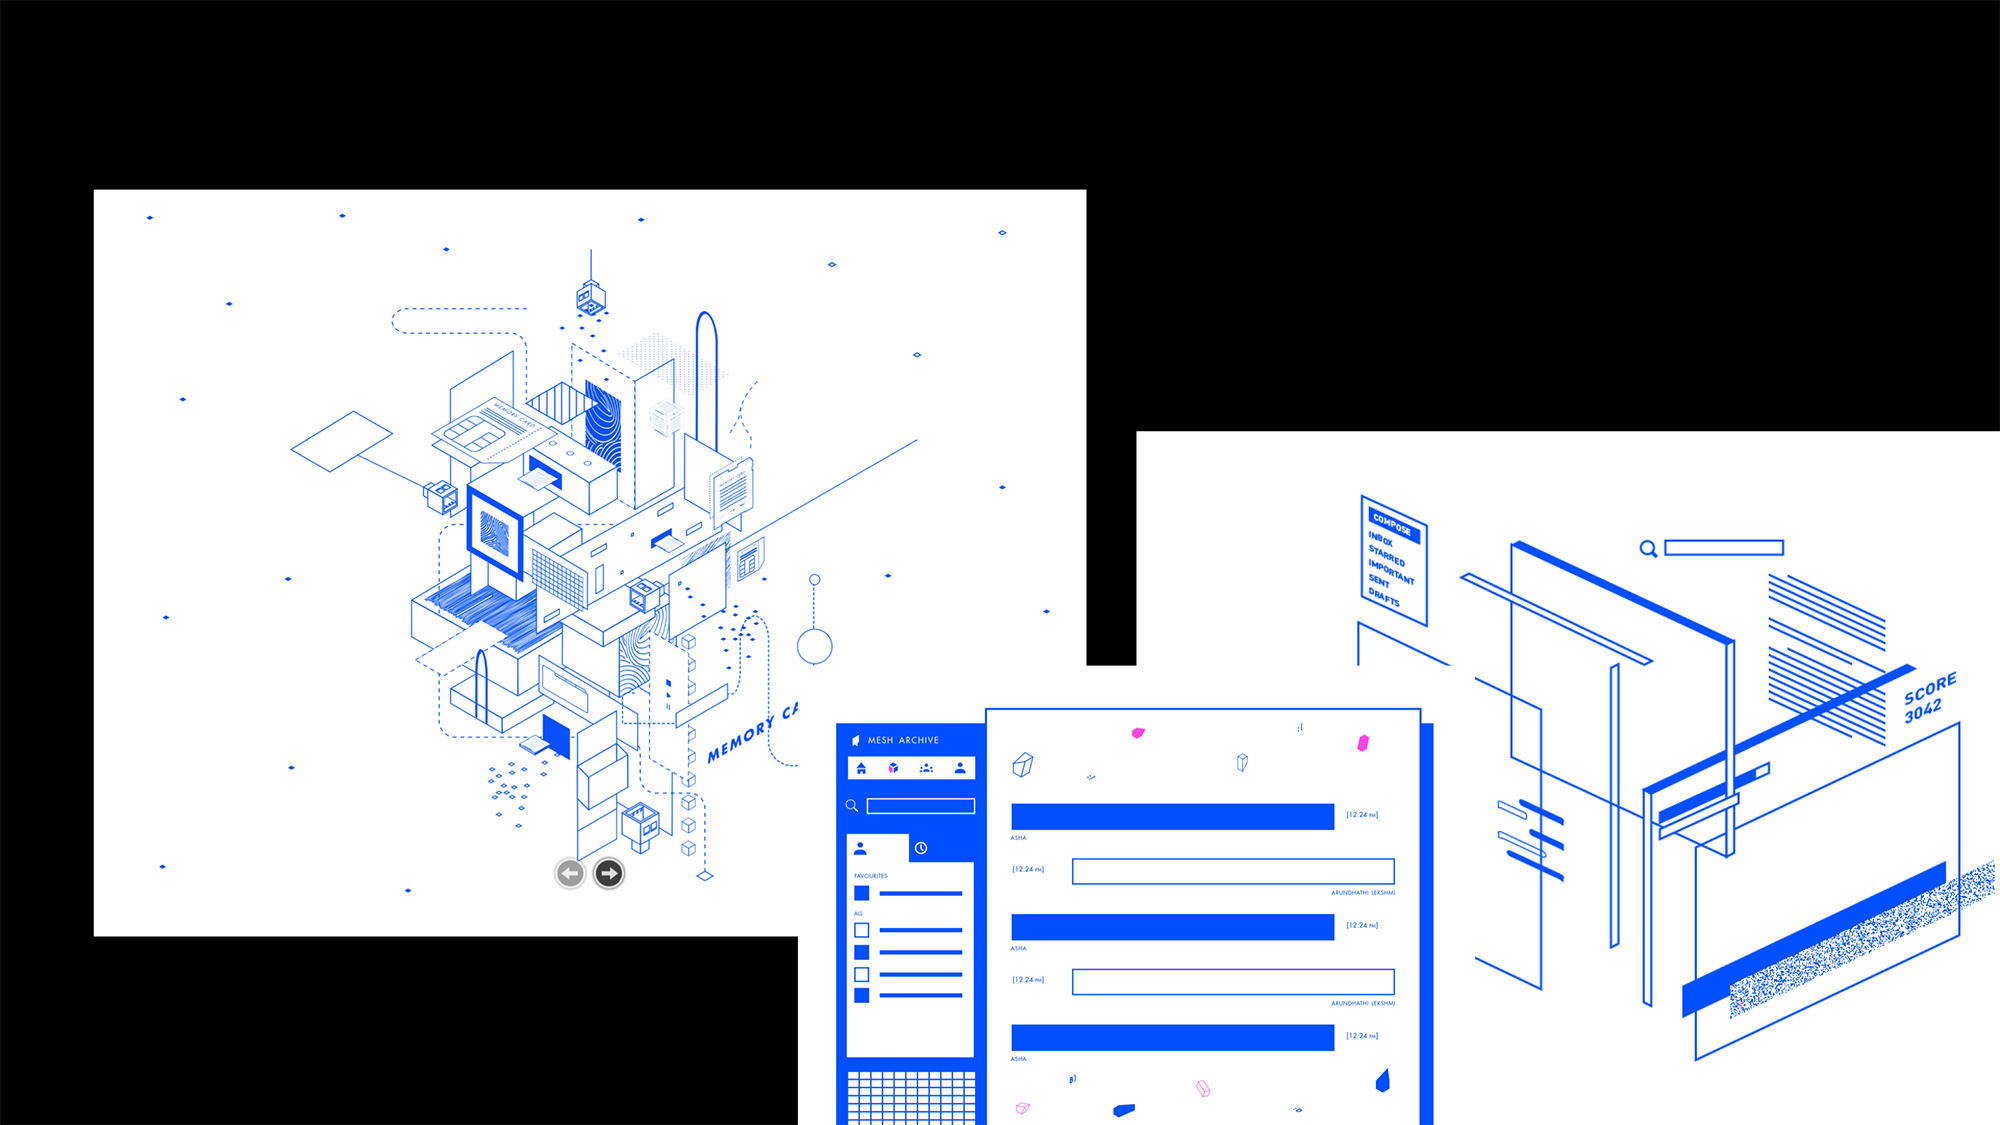 MEMORY CARD
MEMORY CARD
MEMORY CA
COMPOSE
INBOX
STARRED
IMPORTANT
SENT
DRAFTS
SCORE
3042
MESH ARCHIVE
FAVOURITES
ALL
[12:24 PM]
ASHA
[12:24 PM]
ARUNDHATHI LEKSHMI
[12:24 PM]
ASHA
[12:24 PM]
ARUNDHATHI LEKSHMI
[12:24 PM]
ASHA